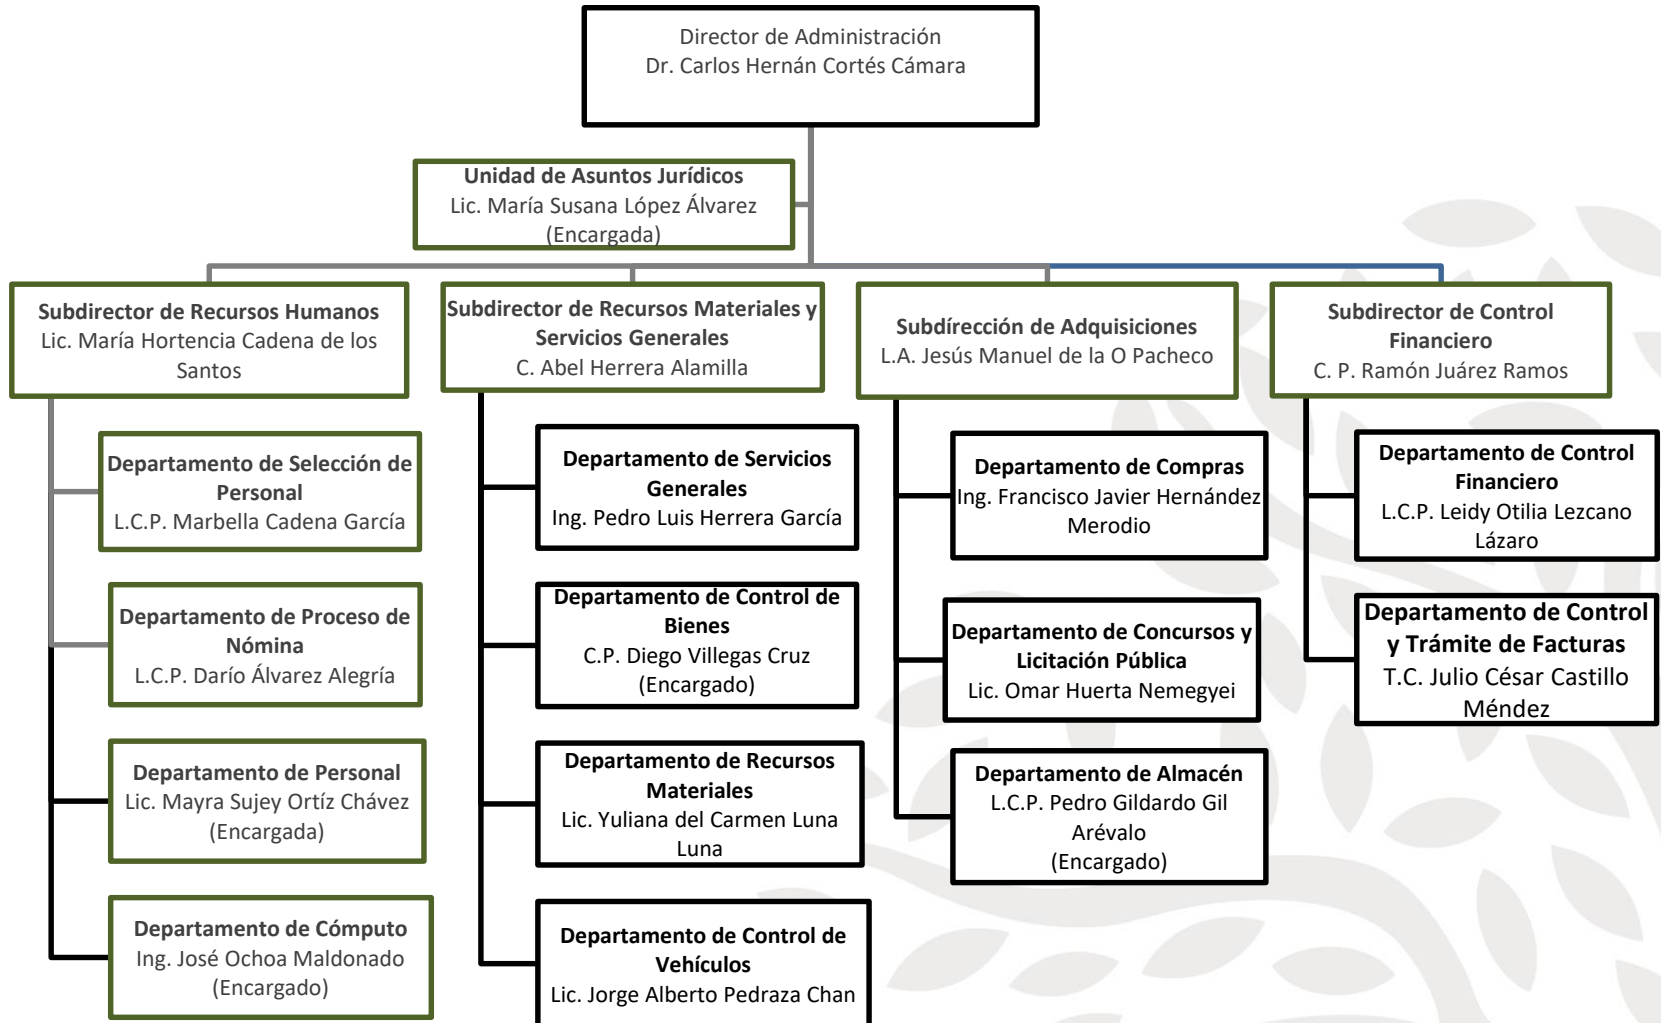 Director de Administración
Dr. Carlos Hernán Cortés Cámara
Unidad de Asuntos Jurídicos
Lic. María Susana López Álvarez
(Encargada)
Subdirector de Recursos Humanos
Lic. María Hortencia Cadena de los
Santos
Subdirector de Recursos Materiales y
Servicios Generales
C. Abel Herrera Alamilla
Subdírección de Adquisiciones
L.A. Jesús Manuel de la O Pacheco
Subdirector de Control
Financiero
C. P. Ramón Juárez Ramos
Departamento de Selección de
Personal
L.C.P. Marbella Cadena García
Departamento de Proceso de
Nómina
L.C.P. Darío Álvarez Alegría
Departamento de Personal
Lic. Mayra Sujey Ortíz Chávez
(Encargada)
Departamento de Cómputo
Ing. José Ochoa Maldonado
(Encargado)
Departamento de Servicios
Generales
Ing. Pedro Luis Herrera García
Departamento de Control de
Bienes
C.P. Diego Villegas Cruz
(Encargado)
Departamento de Recursos
Materiales
Lic. Yuliana del Carmen Luna
Luna
Departamento de Control de
Vehículos
Lic. Jorge Alberto Pedraza Chan
Departamento de Compras
Ing. Francisco Javier Hernández
Merodio
Departamento de Concursos y
Licitación Pública
Lic. Omar Huerta Nemegyei
Departamento de Almacén
L.C.P. Pedro Gildardo Gil
Arévalo
(Encargado)
Departamento de Control
Financiero
L.C.P. Leidy Otilia Lezcano
Lázaro
Departamento de Control
y Trámite de Facturas
T.C. Julio César Castillo
Méndez